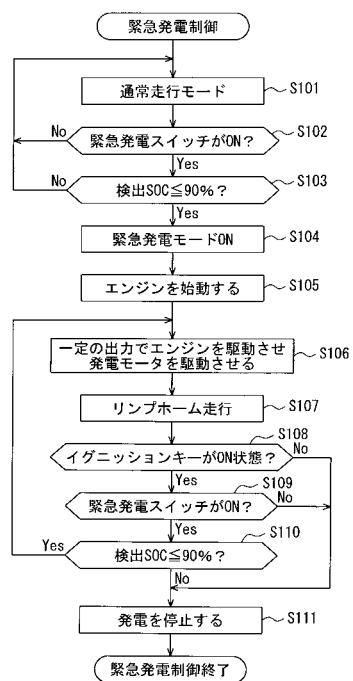 緊急発電制御
通常走行モード
S101
No
緊急発電スイッチがON?
S102
Yes
No
検出SOC≦90%?
S103
Yes
緊急発電モードON
S104
エンジンを始動する
S105
一定の出力でエンジンを駆動させ
発電モータを駆動させる
S106
リンプホーム走行
S107
S108
イグニッションキーがON状態?
No
Yes
S109
緊急発電スイッチがON?
No
Yes
S110
Yes
検出SOC≦90%?
No
発電を停止する
S111
緊急発電制御終了